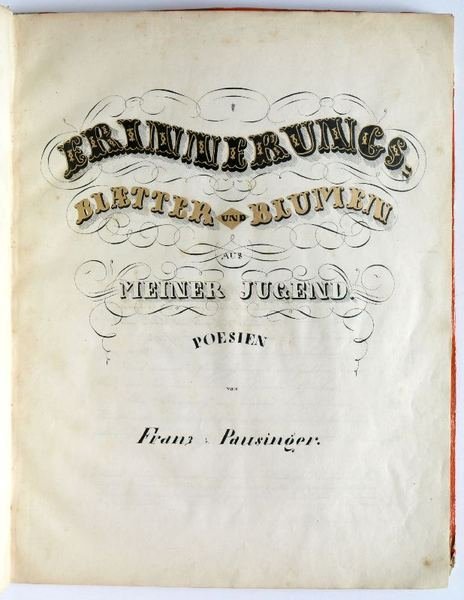 ERINNERUNGS„
BLÆTTER UND BLUMEN
AUS
MEINER JUGEND.
POESIEN
von
Franz v. Pausinger.